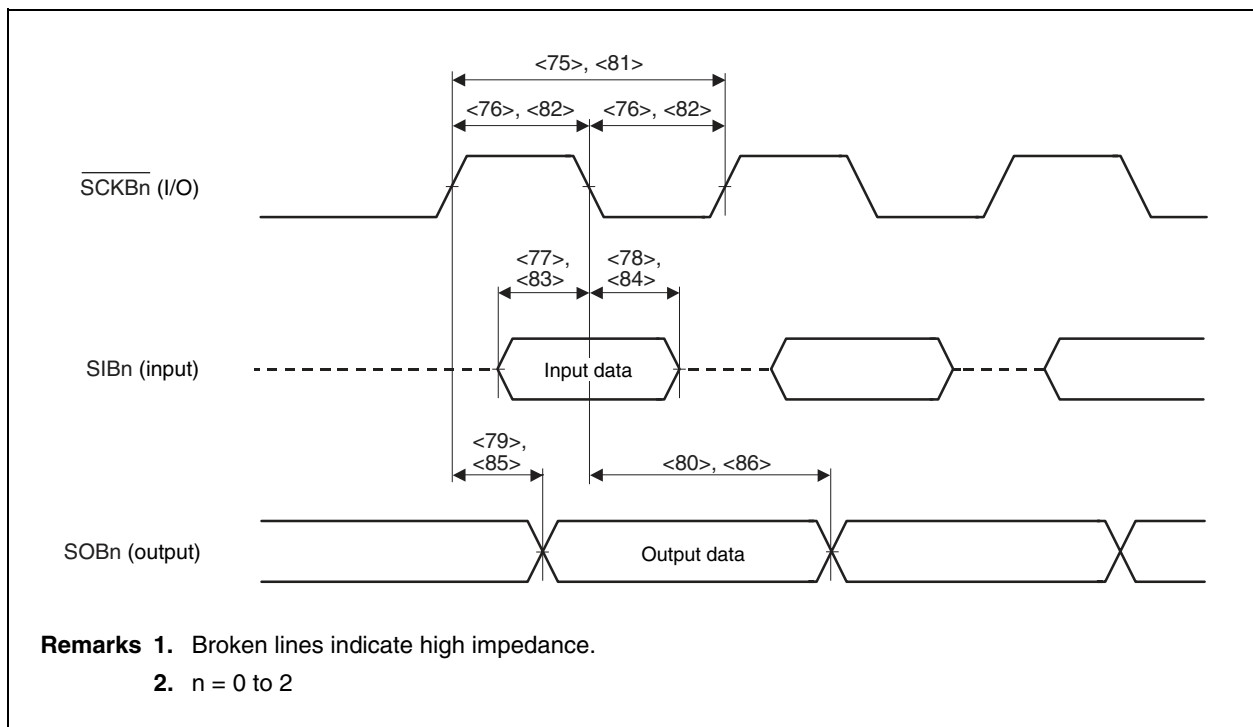 <75>, <81>
<76>, <82> <76>, <82>
SCKBn (I/O)
<77>, <78>,
<83> <84>
SIBn (input)
Input data
<79>,
<85>
<80>, <86>
SOBn (output)
Output data
Remarks 1. Broken lines indicate high impedance.
2. n = 0 to 2